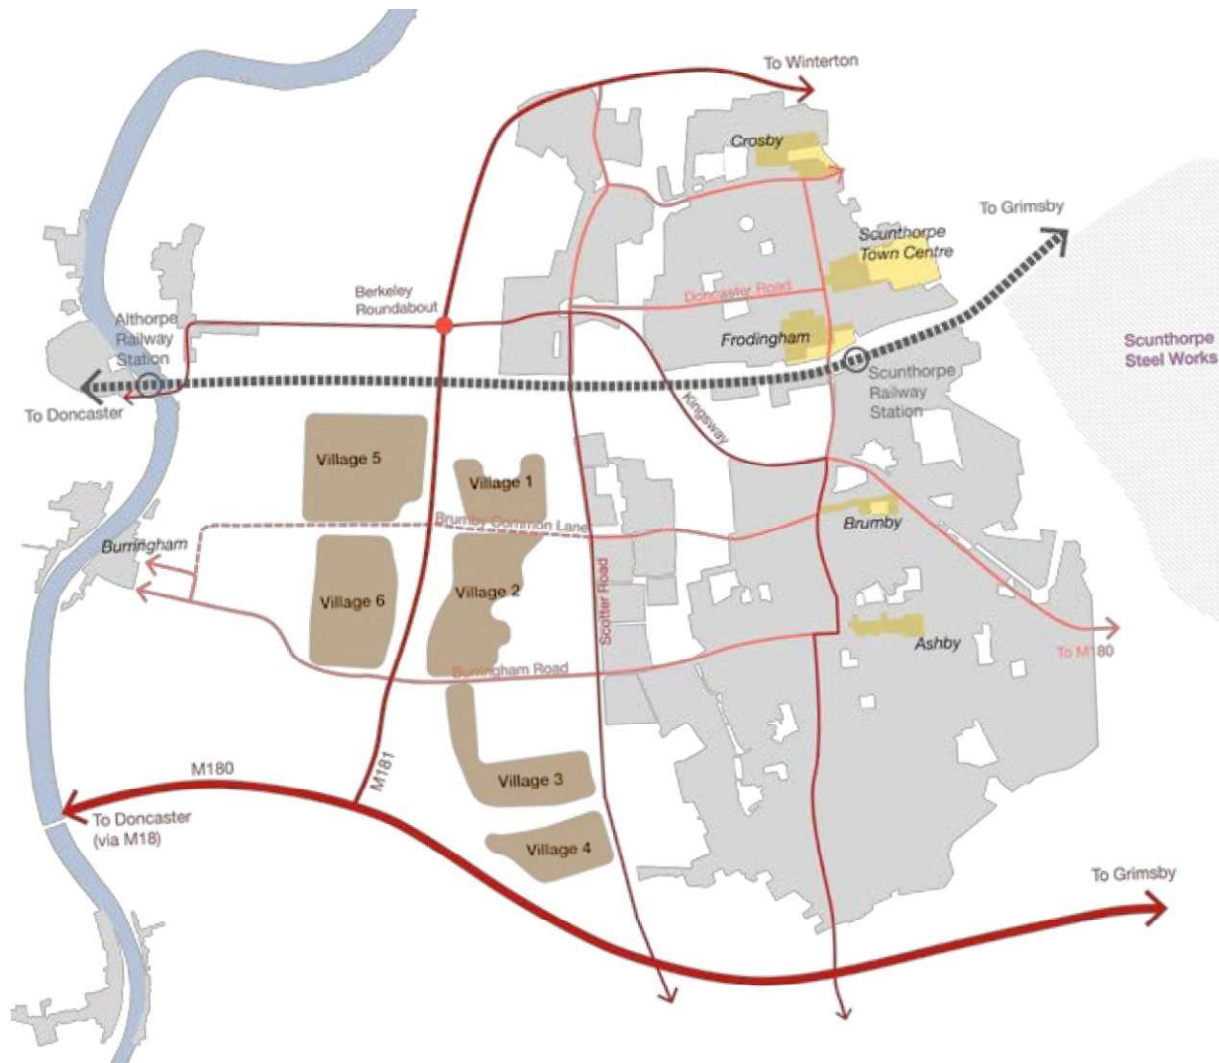 To Winterton
Crosby
To Grimsby
Scunthorpe
Town Centre
Berkeley
Roundabout
Doncaster Road
Althorpe
Railway
Station
Frodingham
Scunthorpe
Steel Works
Scunthorpe
Railway
Station
To Doncaster
Kingsway
Village 5
Village 1
Brumby Common Lane
Brumby
Burringham
Village 2
Village 6
Scotter Road
Ashby
To M180
Burringham Road
M180
M181
Village 3
To Doncaster
(via M18)
Village 4
To Grimsby